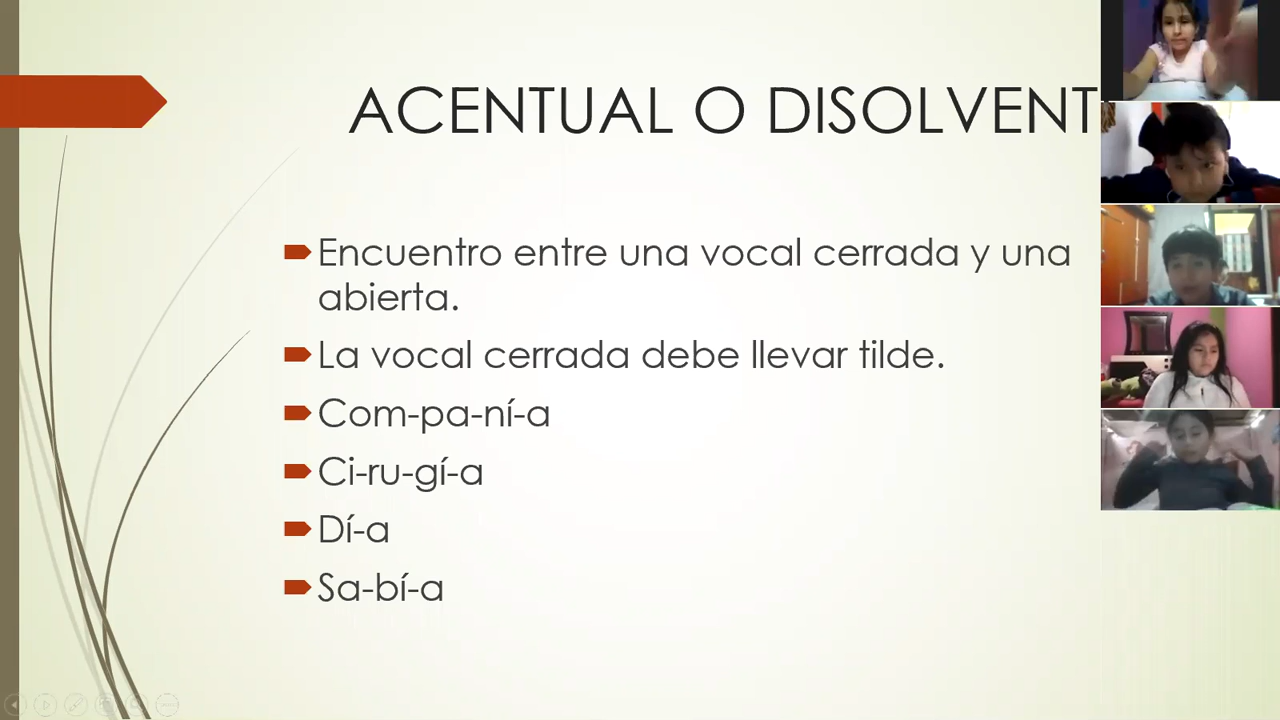 ACENTUAL O DISOLVENT
Encuentro entre una vocal cerrada y una
abierta.
La vocal cerrada debe llevar tilde.
Com-pa-ní-a
Ci-ru-gí-a
Dí-a
Sa-bí-a